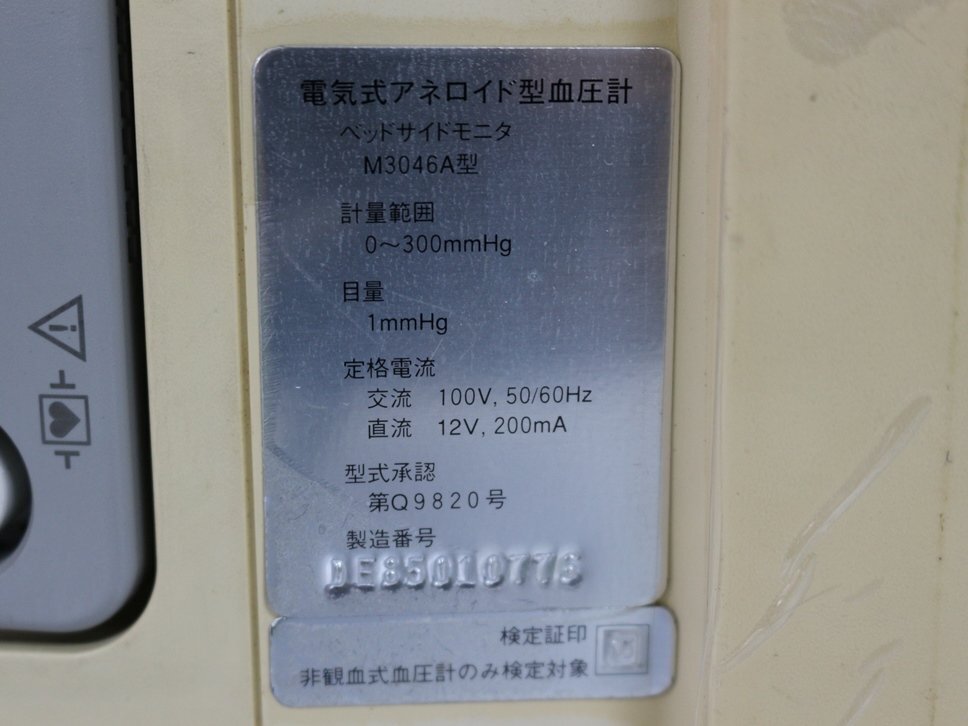 電気式アネロイド型血圧計
ベッドサイドモニタ
M3046A型
計量範囲
0～300mmHg
目量
1mmHg
定格電流
交流 100V, 50/60Hz
直流 12V, 200mA
型式承認
第Q9820号
製造番号
DE85010776
検定証印
非観血式血圧計のみ検定対象